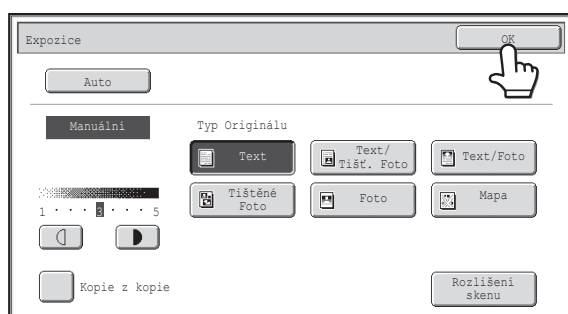 Expozice
OK
Auto
Manuální
Typ Originálu
Text
Text/
Tišť. Foto
Text/Foto
Tištěné
Foto
Foto
Mapa
1 · · · 3 · · · 5
Kopie z kopie
Rozlišení
skenu